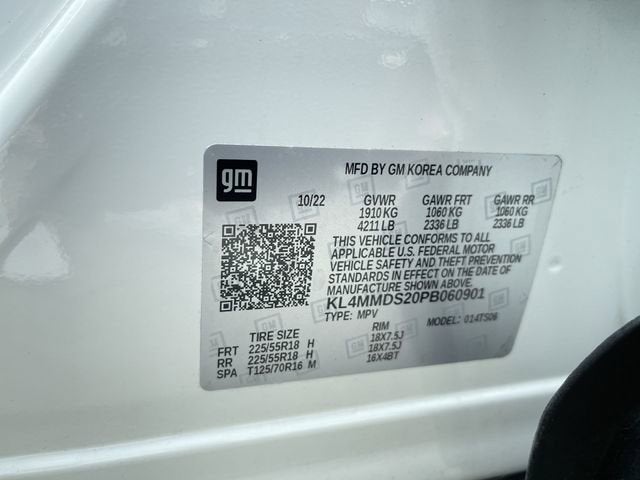 gm
MFD BY GM KOREA COMPANY
10/22 GVWR GAWR FRT GAWR RR
1910 KG 1060 KG 1060 KG
4211 LB 2336 LB 2336 LB
THIS VEHICLE CONFORMS TO ALL
APPLICABLE U.S. FEDERAL MOTOR
VEHICLE SAFETY AND THEFT PREVENTION
STANDARDS IN EFFECT ON THE DATE OF
MANUFACTURE SHOWN ABOVE.
KL4MMDS20PB060901
TYPE: MPV MODEL: 014TS06
TIRE SIZE RIM
FRT 225/55R18 H 18X7.5J
RR 225/55R18 H 18X7.5J
SPA T125/70R16 M 16X4BT